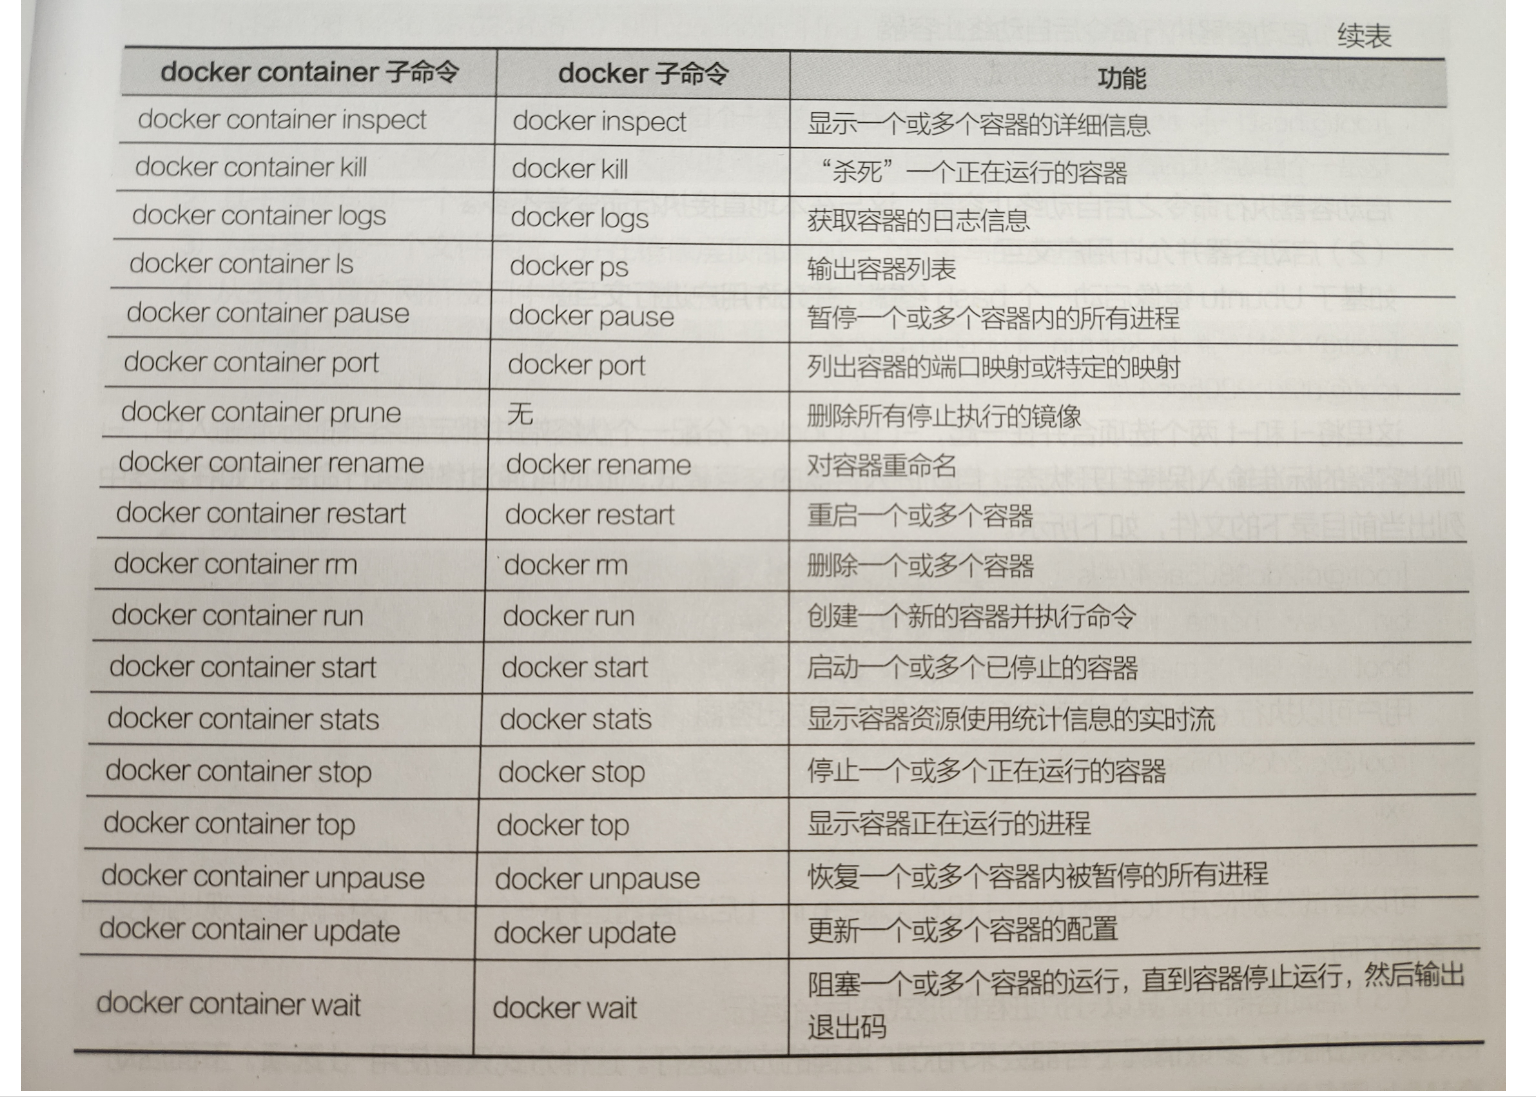 续表
docker container 子命令 docker 子命令 功能
docker container inspect docker inspect 显示一个或多个容器的详细信息
docker container kill docker kill “杀死”一个正在运行的容器
docker container logs docker logs 获取容器的日志信息
docker container ls docker ps 输出容器列表
docker container pause docker pause 暂停一个或多个容器内的所有进程
docker container port docker port 列出容器的端口映射或特定的映射
docker container prune 无 删除所有停止执行的镜像
docker container rename docker rename 对容器重命名
docker container restart docker restart 重启一个或多个容器
docker container rm docker rm 删除一个或多个容器
docker container run docker run 创建一个新的容器并执行命令
docker container start docker start 启动一个或多个已停止的容器
docker container stats docker stats 显示容器资源使用统计信息的实时流
docker container stop docker stop 停止一个或多个正在运行的容器
docker container top docker top 显示容器正在运行的进程
docker container unpause docker unpause 恢复一个或多个容器内被暂停的所有进程
docker container update docker update 更新一个或多个容器的配置
docker container wait docker wait 阻塞一个或多个容器的运行，直到容器停止运行，然后输出
退出码